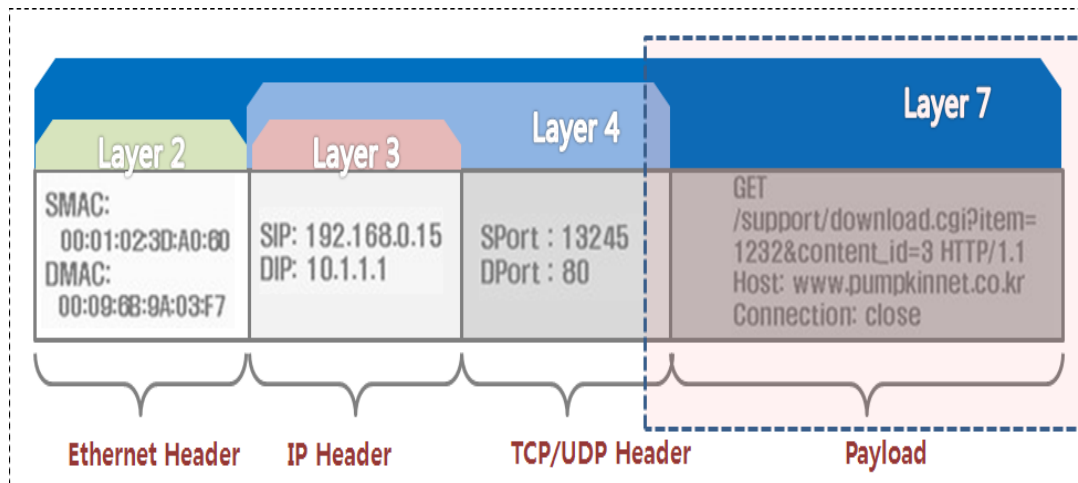 Layer 2
Layer 3
Layer 4
Layer 7
SMAC:
00:01:02:3D:A0:60
DMAC:
00:09:6B:9A:03:F7
SIP: 192.168.0.15
DIP: 10.1.1.1
SPort : 13245
DPort : 80
GET
/support/download.cgi?item=
1232&content_id=3 HTTP/1.1
Host: www.pumpkinnet.co.kr
Connection: close
Ethernet Header
IP Header
TCP/UDP Header
Payload